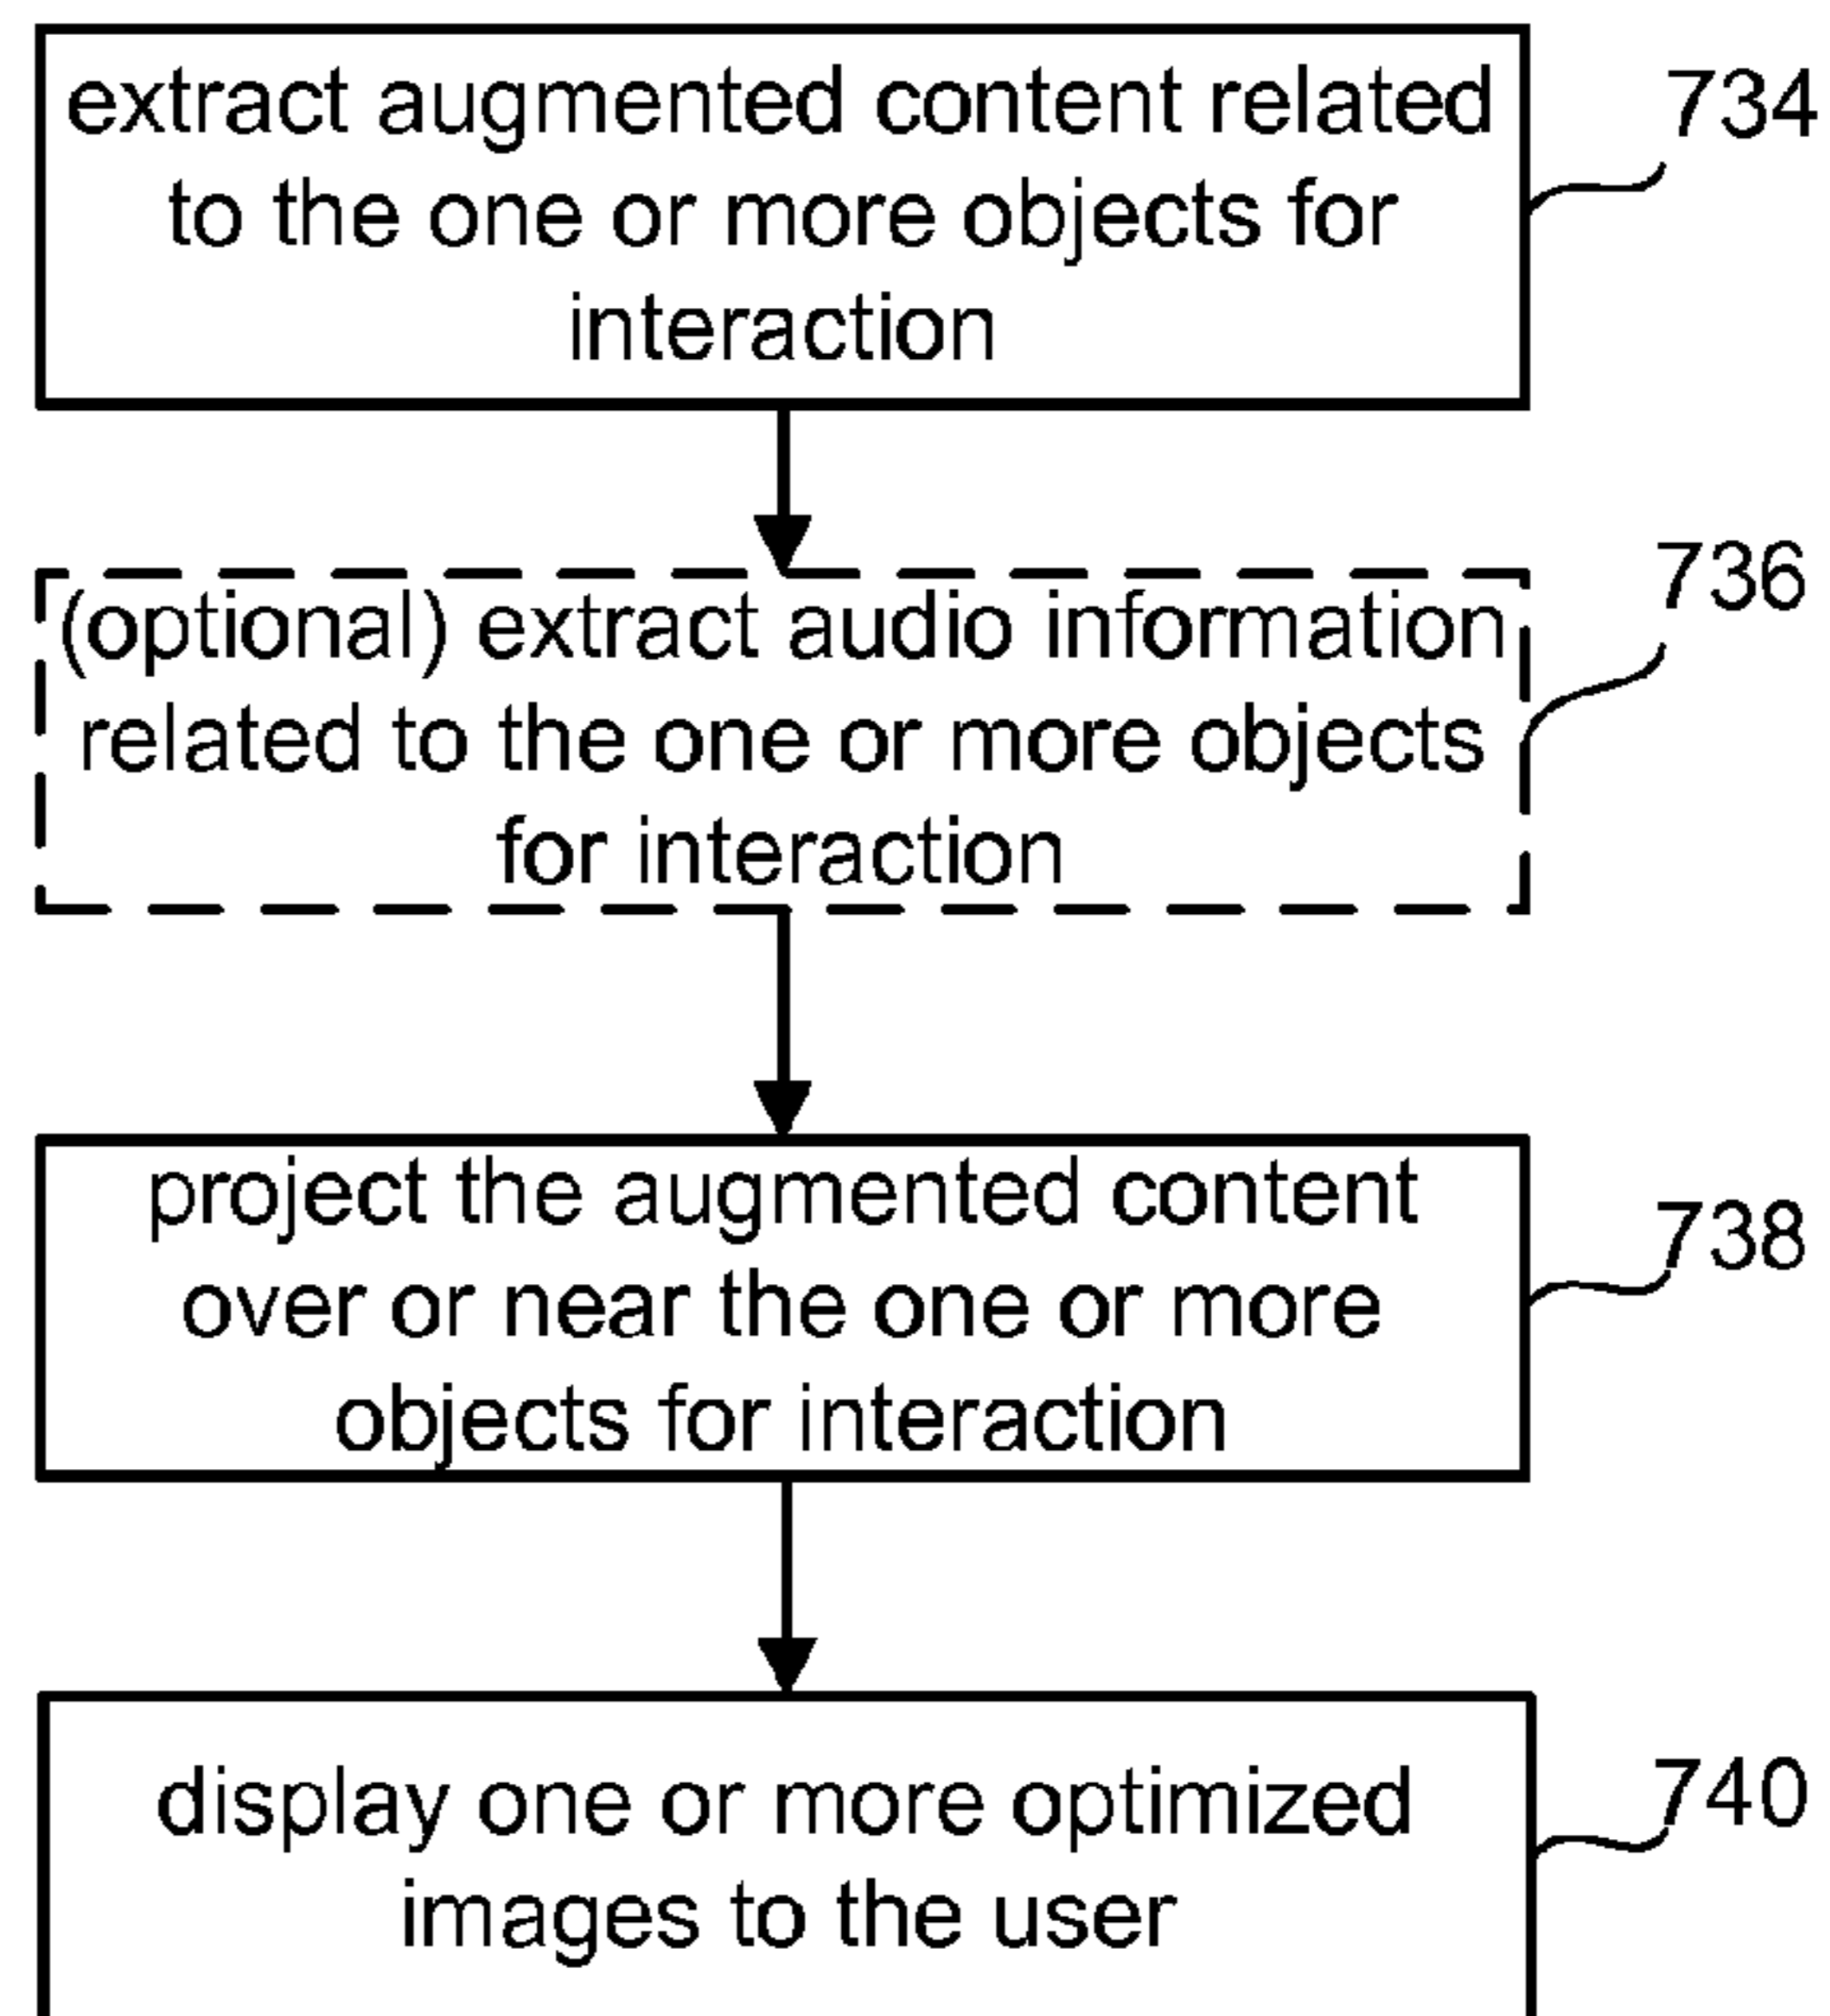 extract augmented content related
to the one or more objects for
interaction
734
(optional) extract audio information
related to the one or more objects
for interaction
736
project the augmented content
over or near the one or more
objects for interaction
738
display one or more optimized
images to the user
740